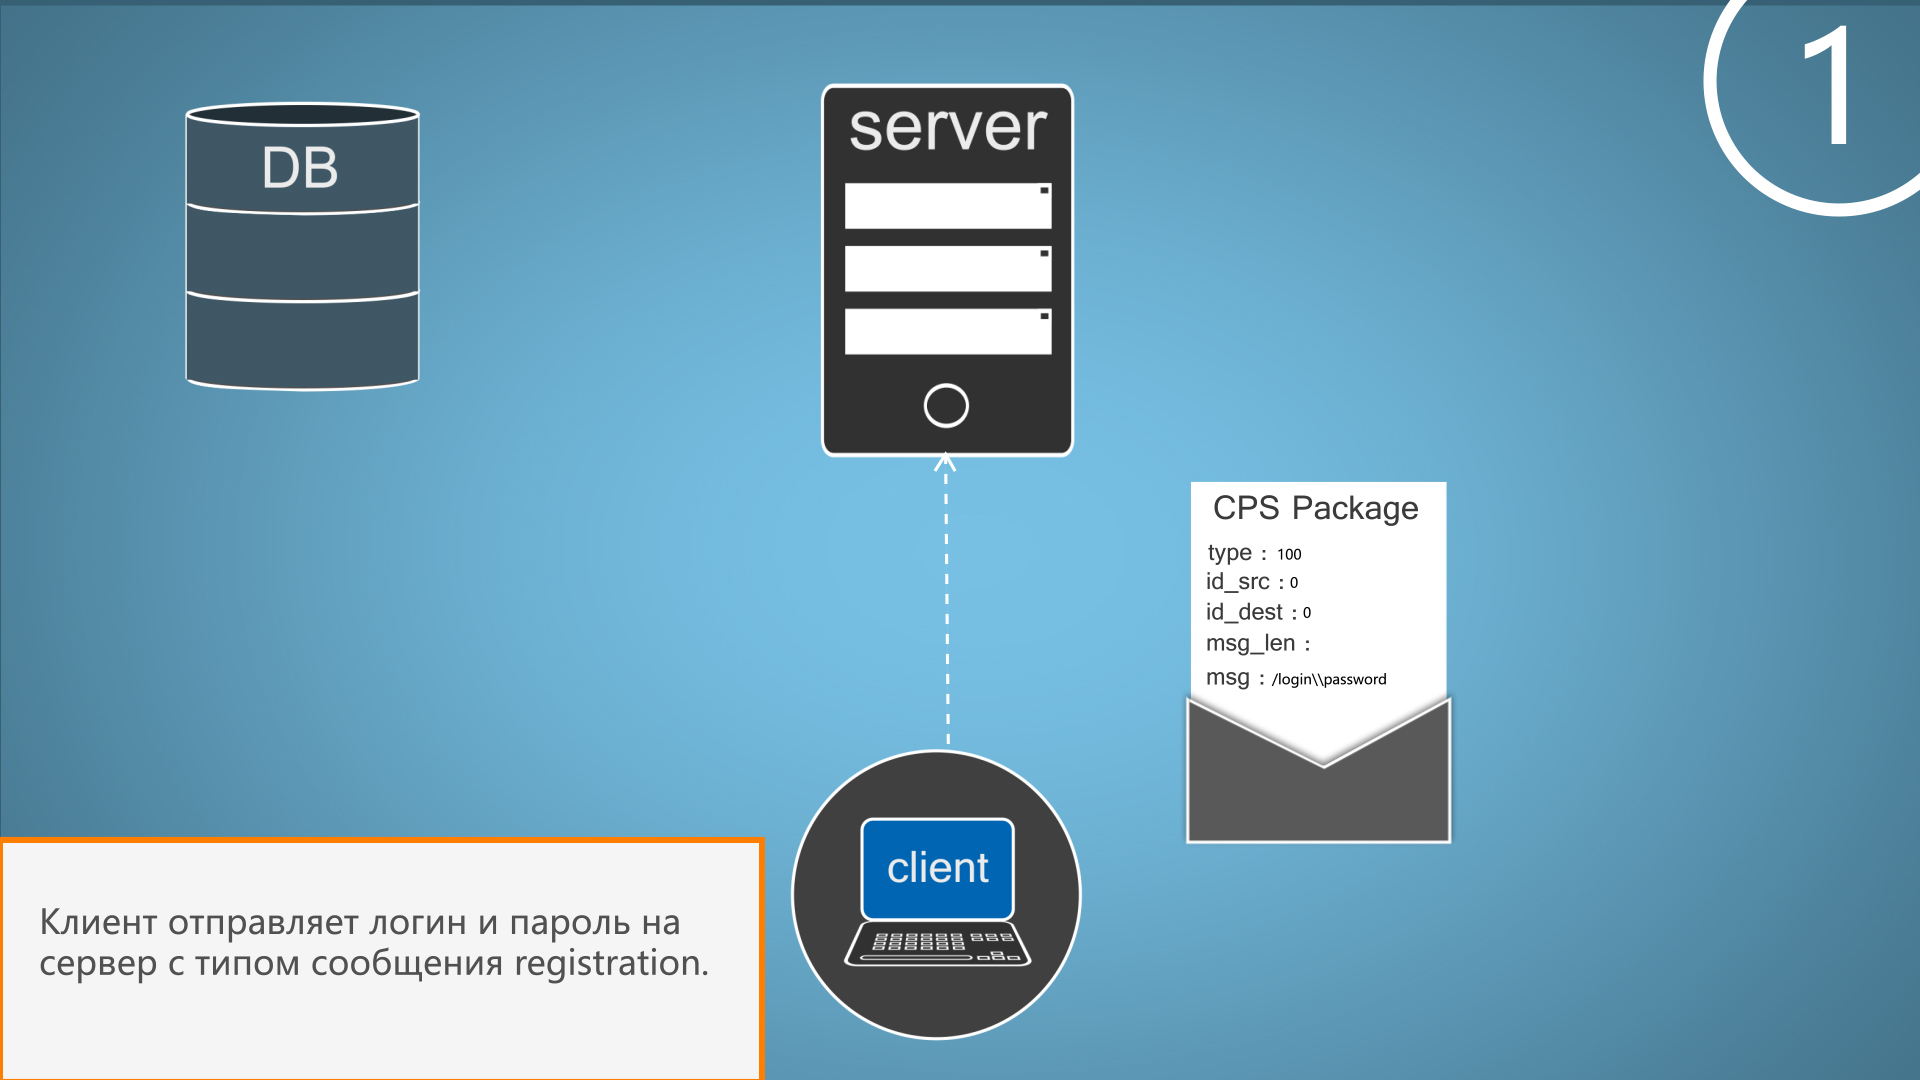 1
DB
server
CPS Package
type : 100
id_src : 0
id_dest : 0
msg_len :
msg : /login\\password
client
Клиент отправляет логин и пароль на
сервер с типом сообщения registration.